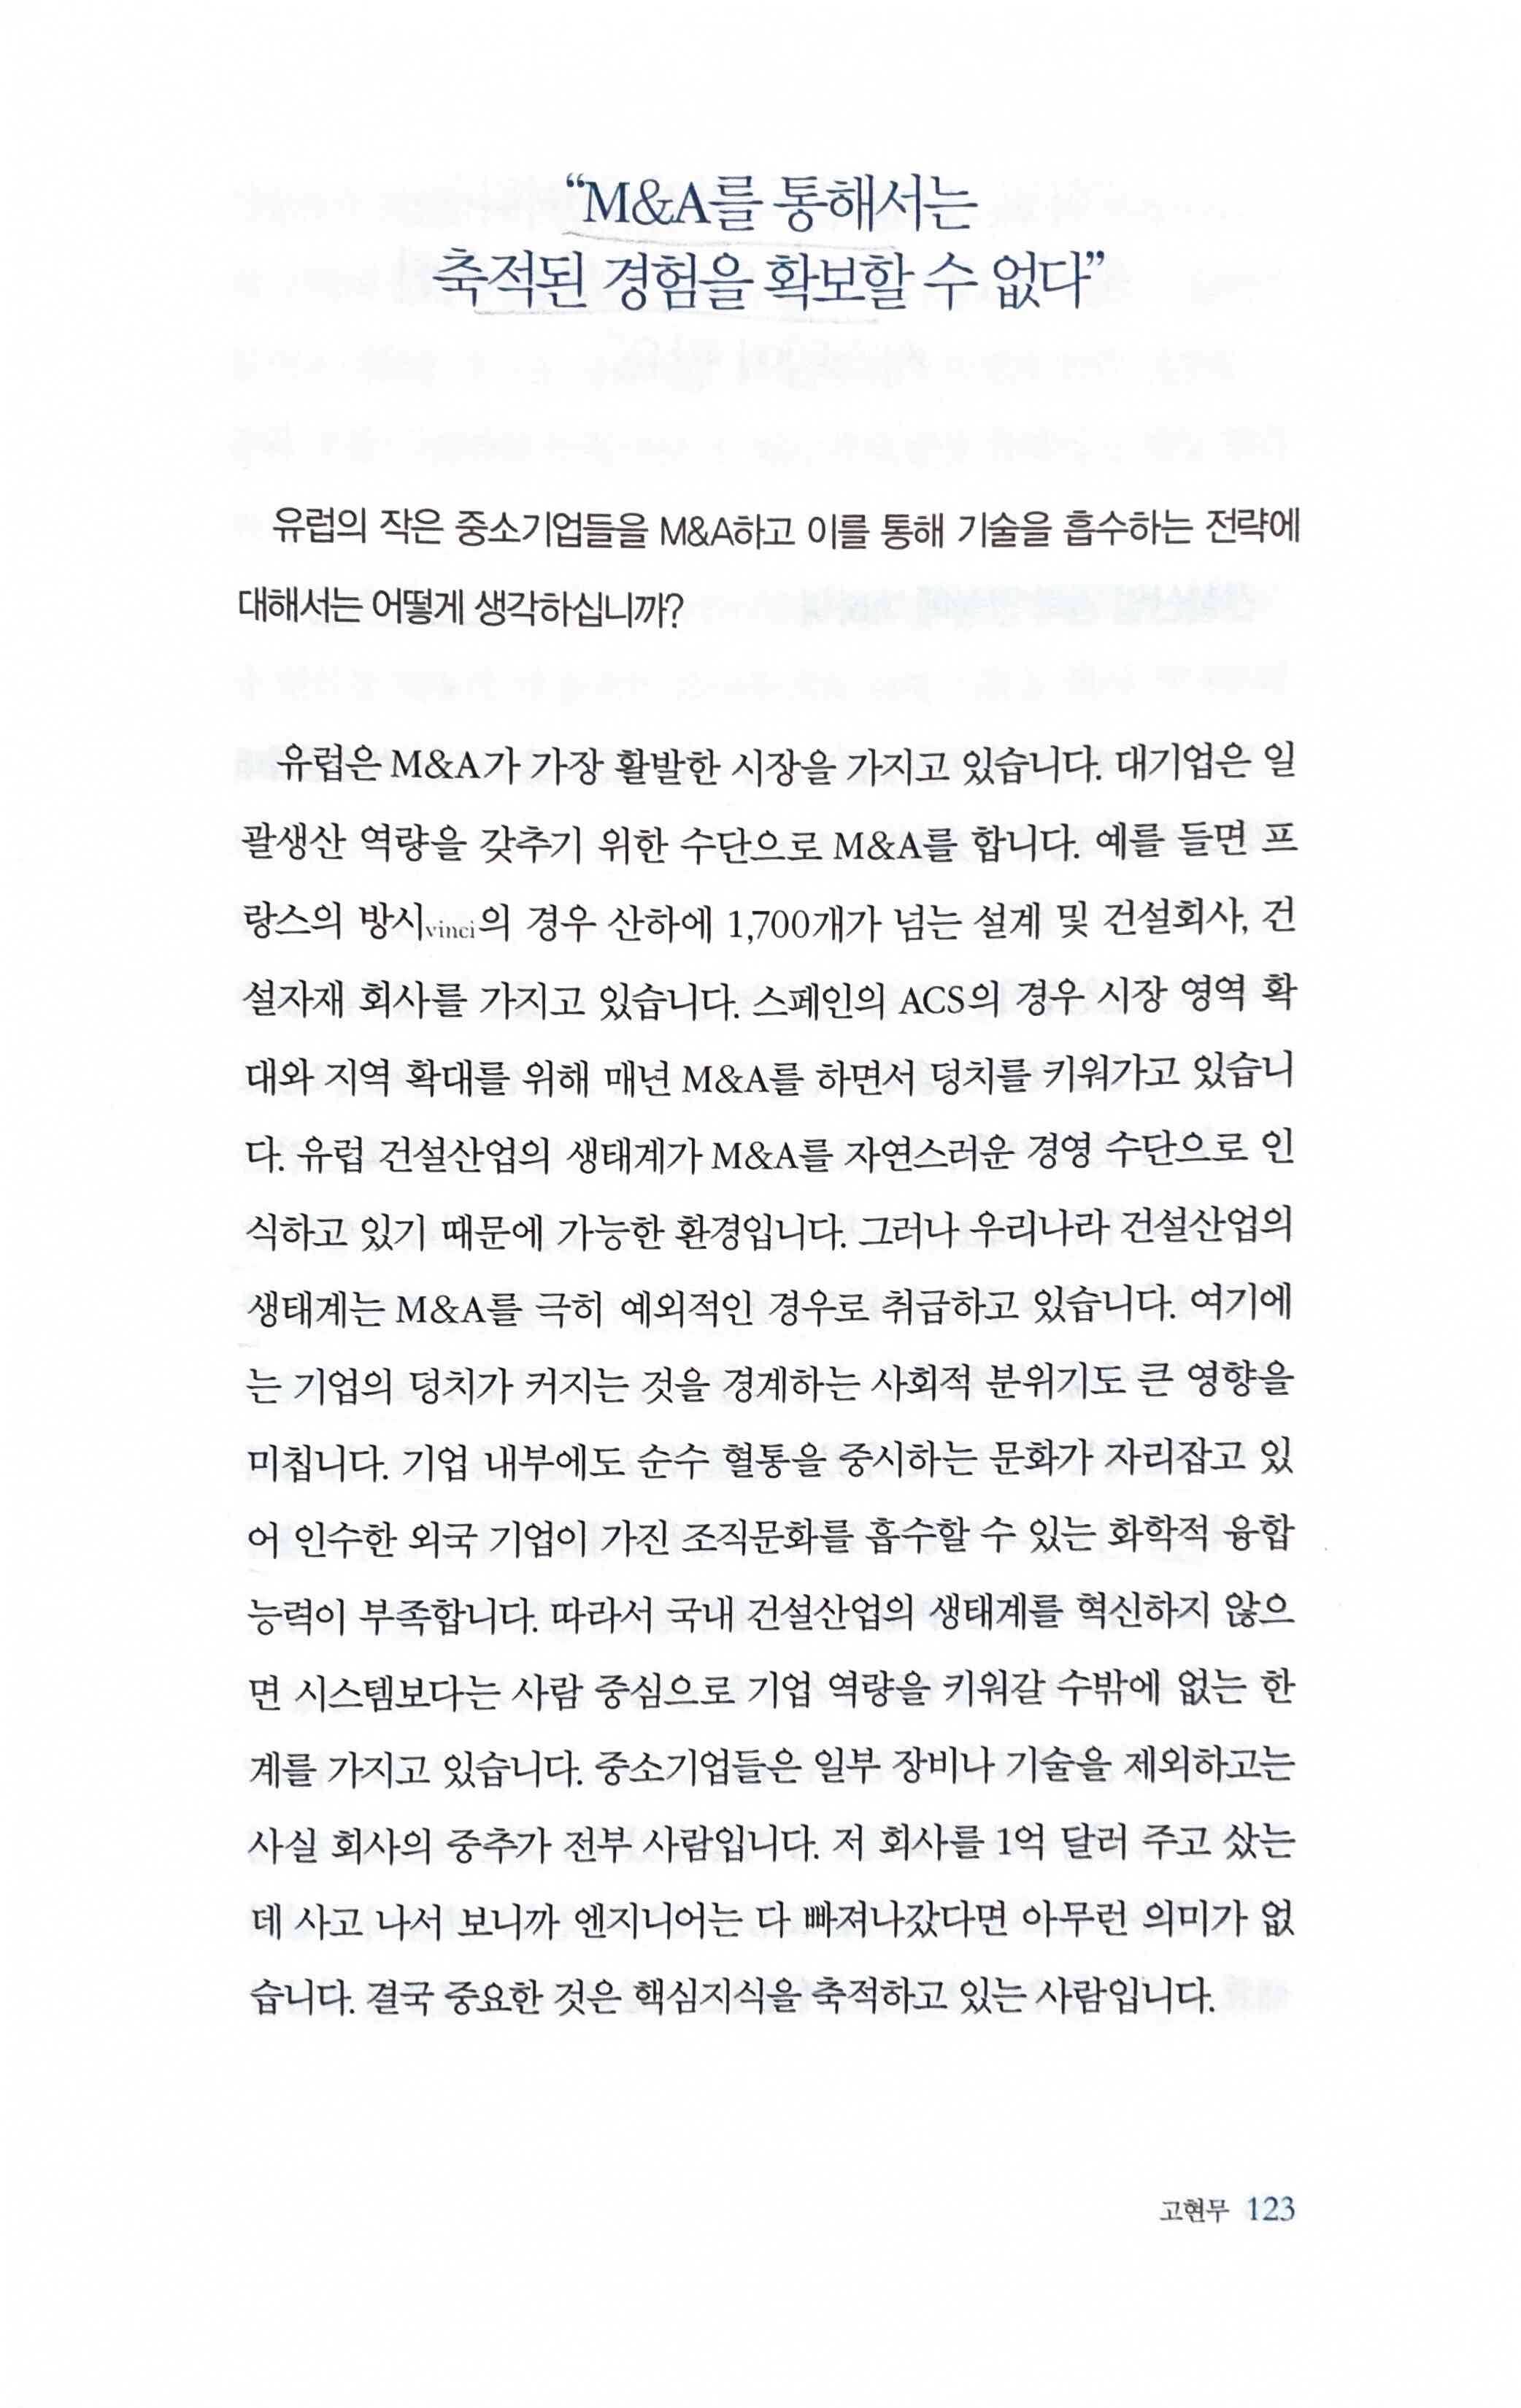 “M&A를 통해서는
축적된 경험을 확보할 수 없다”
유럽의 작은 중소기업들을 M&A하고 이를 통해 기술을 흡수하는 전략에
대해서는 어떻게 생각하십니까?
유럽은 M&A가 가장 활발한 시장을 가지고 있습니다. 대기업은 일
괄생산 역량을 갖추기 위한 수단으로 M&A를 합니다. 예를 들면 프
랑스의 방시vinci의 경우 산하에 1,700개가 넘는 설계 및 건설회사, 건
설자재 회사를 가지고 있습니다. 스페인의 ACS의 경우 시장 영역 확
대와 지역 확대를 위해 매년 M&A를 하면서 덩치를 키워가고 있습니
다. 유럽 건설산업의 생태계가 M&A를 자연스러운 경영 수단으로 인
식하고 있기 때문에 가능한 환경입니다. 그러나 우리나라 건설산업의
생태계는 M&A를 극히 예외적인 경우로 취급하고 있습니다. 여기에
는 기업의 덩치가 커지는 것을 경계하는 사회적 분위기도 큰 영향을
미칩니다. 기업 내부에도 순수 혈통을 중시하는 문화가 자리잡고 있
어 인수한 외국 기업이 가진 조직문화를 흡수할 수 있는 화학적 융합
능력이 부족합니다. 따라서 국내 건설산업의 생태계를 혁신하지 않으
면 시스템보다는 사람 중심으로 기업 역량을 키워갈 수밖에 없는 한
계를 가지고 있습니다. 중소기업들은 일부 장비나 기술을 제외하고는
사실 회사의 중추가 전부 사람입니다. 저 회사를 1억 달러 주고 샀는
데 사고 나서 보니까 엔지니어는 다 빠져나갔다면 아무런 의미가 없
습니다. 결국 중요한 것은 핵심지식을 축적하고 있는 사람입니다.
고현무 123